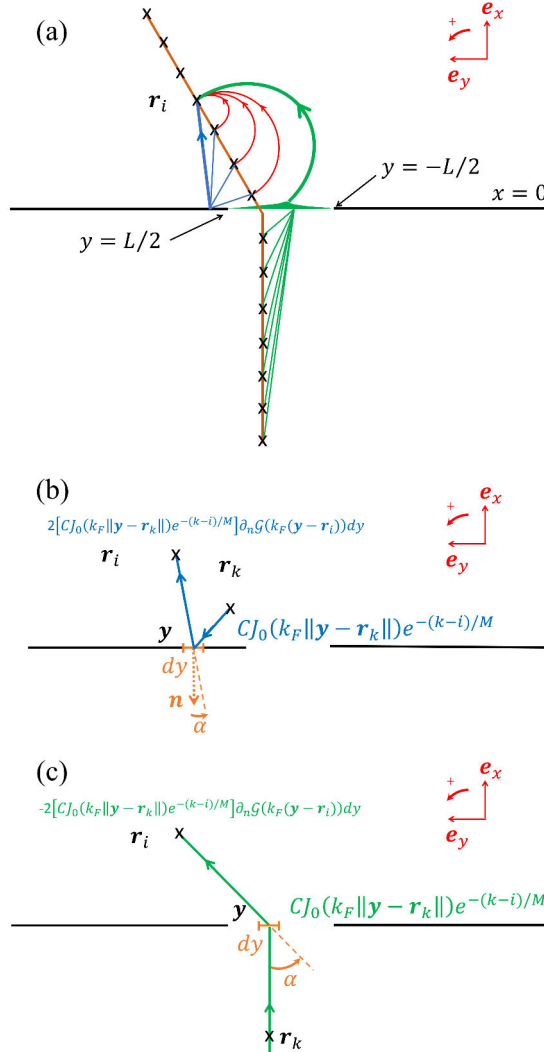 (a)
+
e_x
e_y
r_i
y = −L/2
x = 0
y = L/2
(b)
+
e_x
e_y
2[CJ_0(k_F‖y − r_k‖)e^{−(k−i)/M}]∂_n𝒢(k_F(y − r_i))dy
r_i
r_k
y
CJ_0(k_F‖y − r_k‖)e^{−(k−i)/M}
dy
n
α
(c)
+
e_x
e_y
-2[CJ_0(k_F‖y − r_k‖)e^{−(k−i)/M}]∂_n𝒢(k_F(y − r_i))dy
r_i
y
CJ_0(k_F‖y − r_k‖)e^{−(k−i)/M}
dy
α
r_k